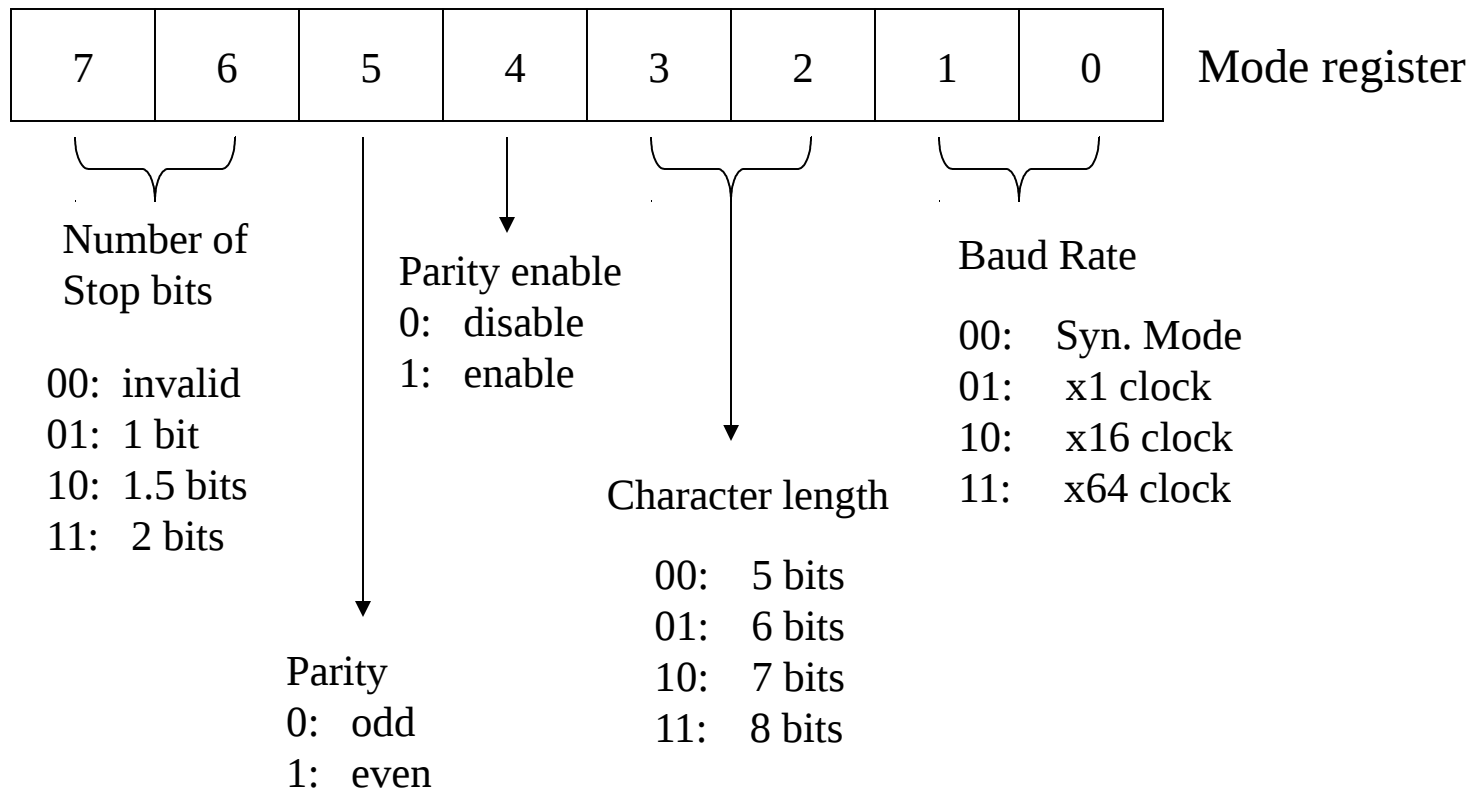 7 6 5 4 3 2 1 0 Mode register
Number of
Stop bits
00: invalid
01: 1 bit
10: 1.5 bits
11: 2 bits
Parity
0: odd
1: even
Parity enable
0: disable
1: enable
Character length
00: 5 bits
01: 6 bits
10: 7 bits
11: 8 bits
Baud Rate
00: Syn. Mode
01: x1 clock
10: x16 clock
11: x64 clock